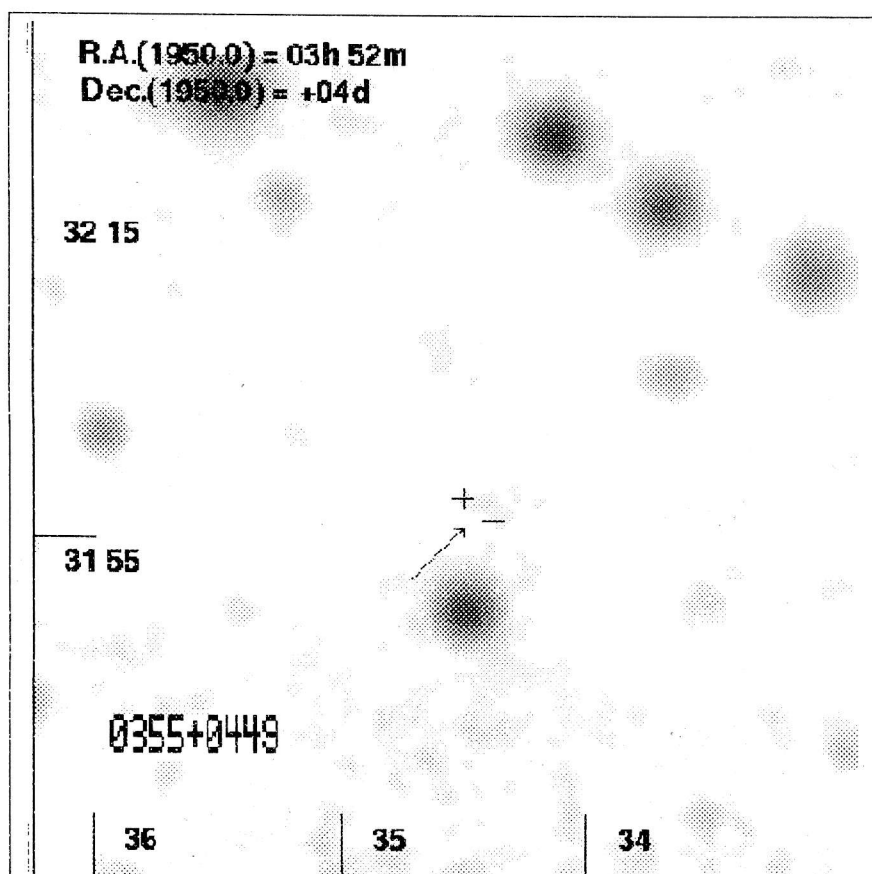 R.A.(1950.0) = 03h 52m
Dec.(1950.0) = +04d
32 15
31 55
0355+0449
36 35 34